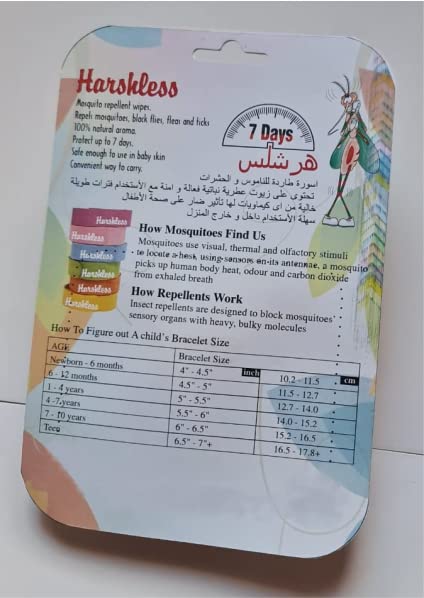 Harshless
Mosquito repellent wipes.
Repels mosquitoes, black flies, fleas and ticks
100% natural aroma.
Protect up to 7 days.
Safe enough to use in baby skin
Convenient way to carry.
7 Days
هرشلس
اسورة طاردة للناموس و الحشرات
تحتوى على زيوت عطرية نباتية فعالة و امنة مع الأستخدام فترات طويلة
خالية من اى كيماويات لها تأثير ضار على صحة الأطفال
سهلة الأستخدام داخل و خارج المنزل
Harshless
Harshless
Harshless
Harshless
Harshless
Harshless
How Mosquitoes Find Us
Mosquitoes use visual, thermal and olfactory stimuli
to locate a host, using sensors on its antennae, a mosquito
picks up human body heat, odour and carbon dioxide
from exhaled breath
How Repellents Work
Insect repellents are designed to block mosquitoes'
sensory organs with heavy, bulky molecules
How To Figure out A child's Bracelet Size
AGE Bracelet Size
Newborn - 6 months 4" - 4.5" inch 10.2 - 11.5 cm
6 - 12 months 4.5" - 5" 11.5 - 12.7
1 - 4 years 5" - 5.5" 12.7 - 14.0
4 -7 years 5.5" - 6" 14.0 - 15.2
7 - 10 years 6" - 6.5" 15.2 - 16.5
Teen 6.5" - 7"+ 16.5 - 17.8+